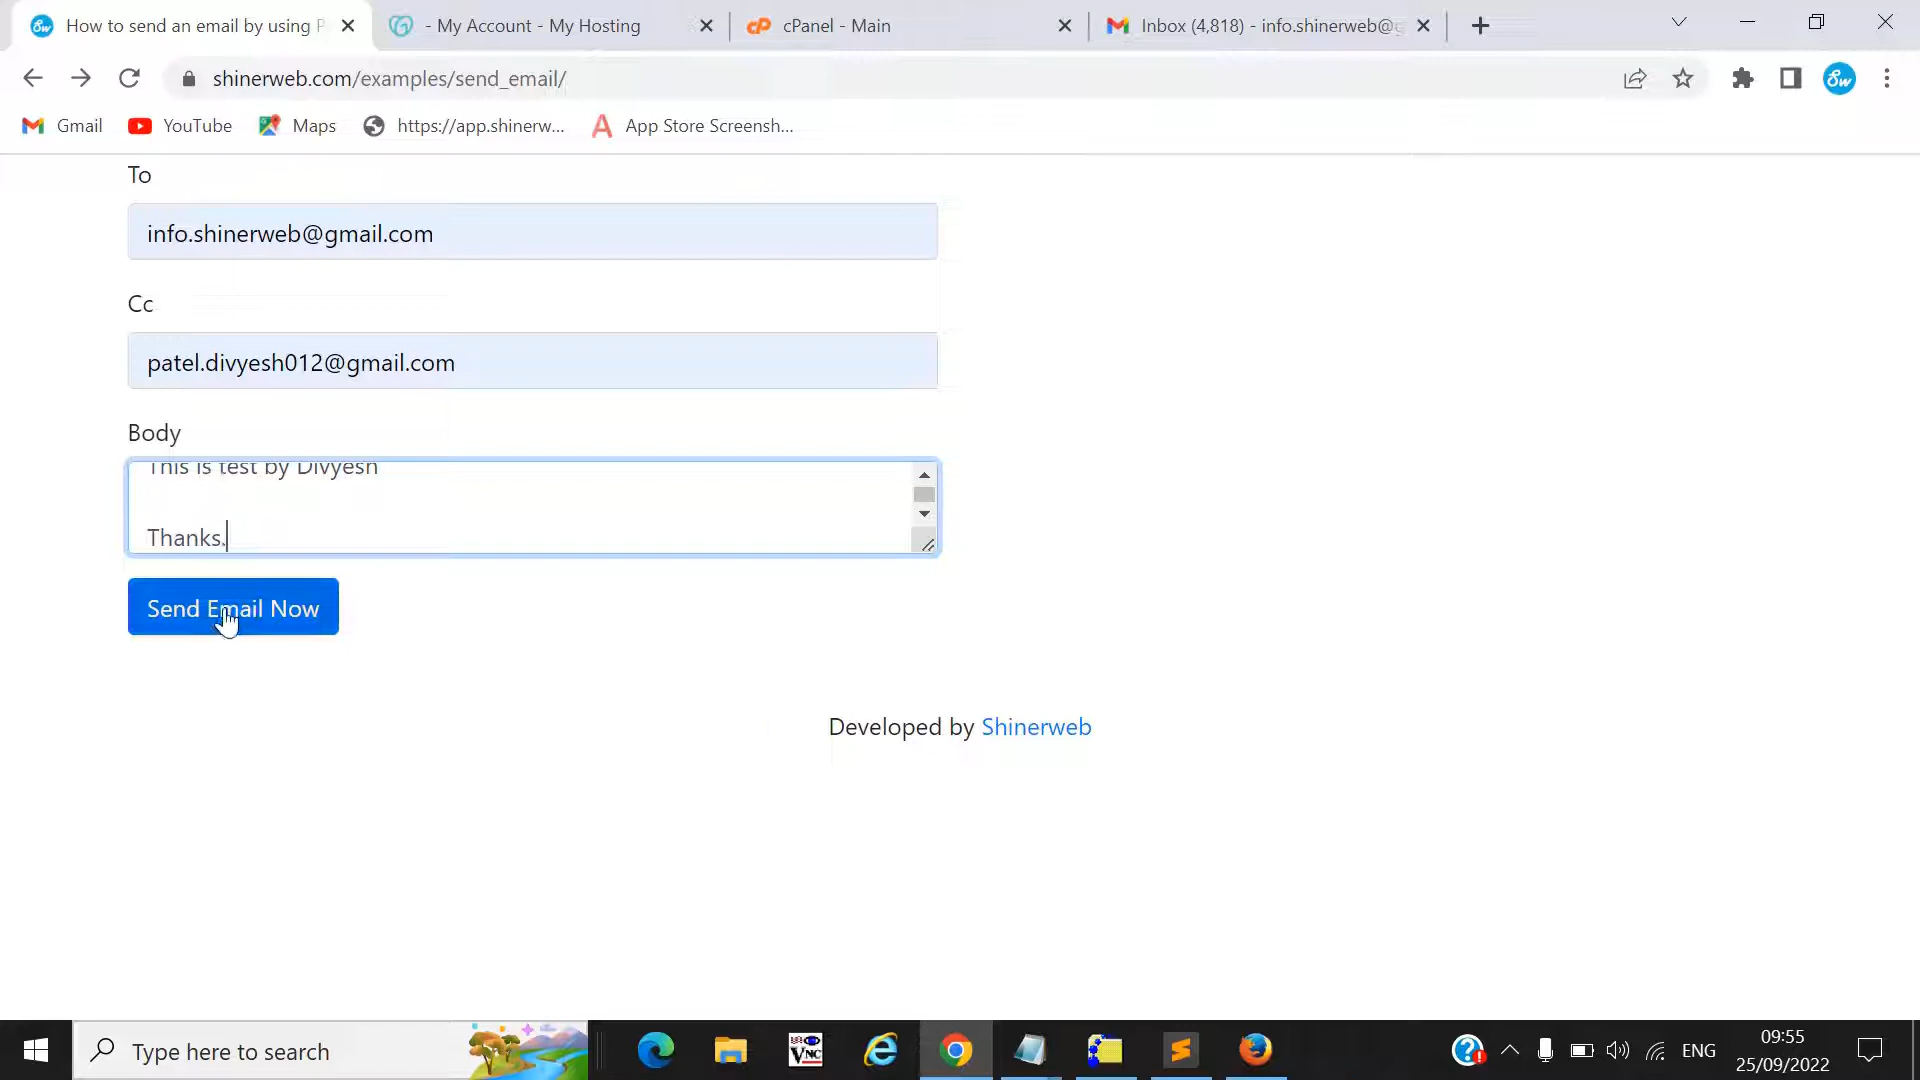 How to send an email by using P
- My Account - My Hosting
cPanel - Main
Inbox (4,818) - info.shinerweb@g
shinerweb.com/examples/send_email/
Gmail
YouTube
Maps
https://app.shinerw...
App Store Screensh...
To
info.shinerweb@gmail.com
Cc
patel.divyesh012@gmail.com
Body
This is test by Divyesh
Thanks.
Send Email Now
Developed by Shinerweb
Type here to search
VNC
ENG
09:55
25/09/2022